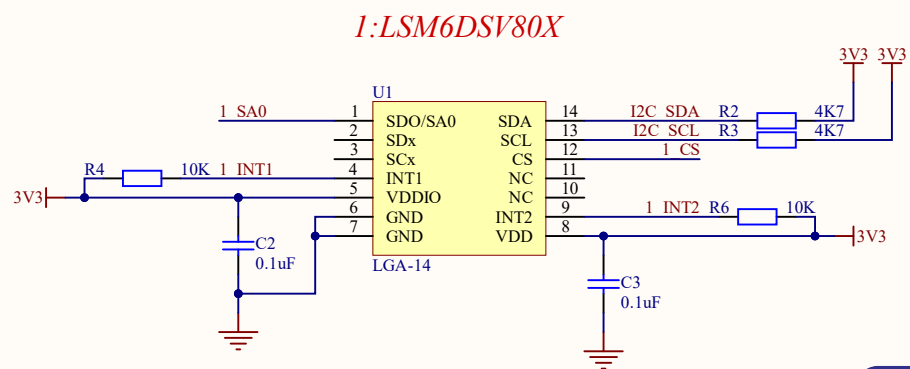 1:LSM6DSV80X
3V3 3V3
U1
1 SA0 1 SDO/SA0 SDA 14 I2C SDA R2 4K7
2 SDx SCL 13 I2C SCL R3 4K7
3 SCx CS 12 1 CS
R4 10K 1 INT1 4 INT1 NC 11
3V3 5 VDDIO NC 10
6 GND INT2 9 1 INT2 R6 10K
7 GND VDD 8 3V3
C2
0.1uF
LGA-14
C3
0.1uF